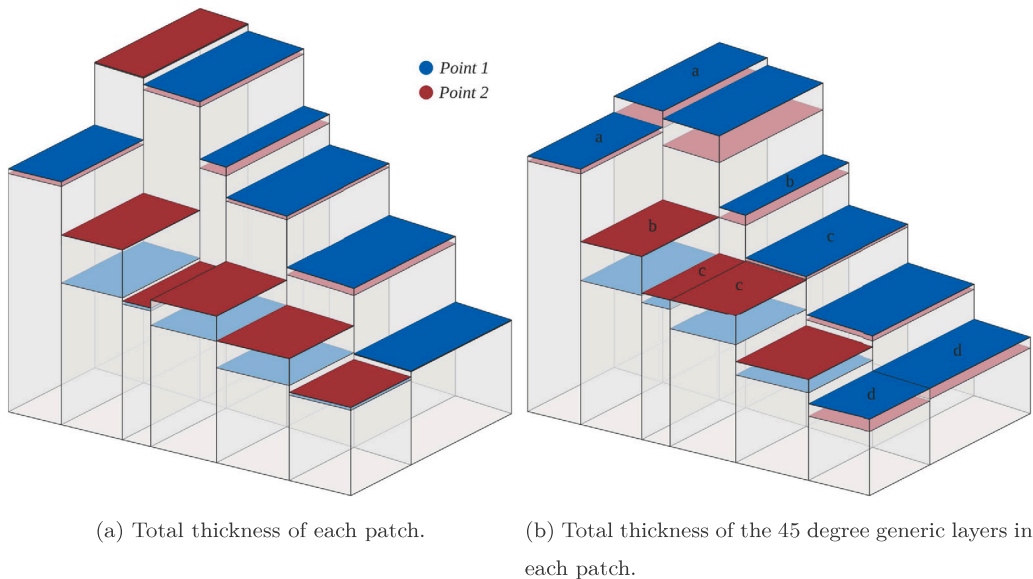 Point 1
Point 2
a
a
b
b
c
c
c
d
d
(a) Total thickness of each patch.
(b) Total thickness of the 45 degree generic layers in
each patch.